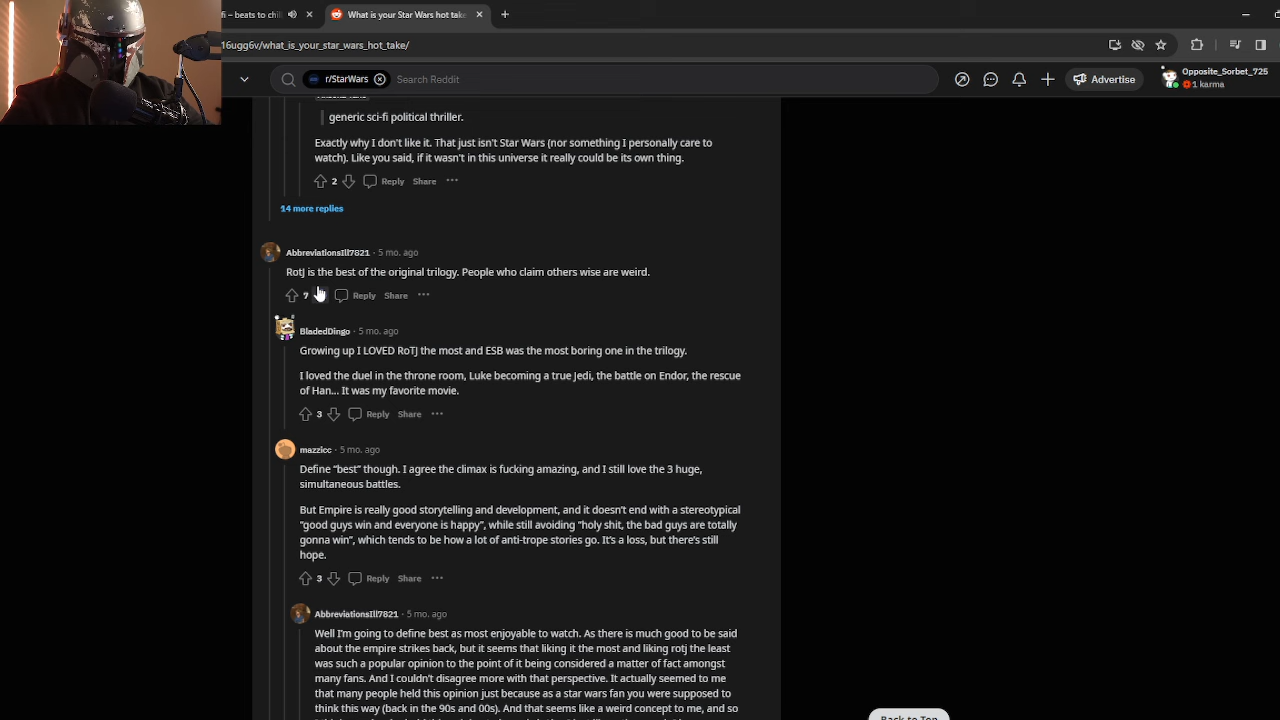 fi – beats to chill
What is your Star Wars hot take
16ugg6v/what_is_your_star_wars_hot_take/
r/StarWars
Search Reddit
Advertise
Opposite_Sorbet_725
1 karma
generic sci-fi political thriller.
Exactly why I don't like it. That just isn't Star Wars (nor something I personally care to
watch). Like you said, if it wasn't in this universe it really could be its own thing.
2 Reply Share
14 more replies
AbbreviationsIll7821 · 5 mo. ago
RotJ is the best of the original trilogy. People who claim others wise are weird.
7 Reply Share
BladedDingo · 5 mo. ago
Growing up I LOVED RoTJ the most and ESB was the most boring one in the trilogy.
I loved the duel in the throne room, Luke becoming a true Jedi, the battle on Endor, the rescue
of Han... It was my favorite movie.
3 Reply Share
mazzicc · 5 mo. ago
Define "best" though. I agree the climax is fucking amazing, and I still love the 3 huge,
simultaneous battles.
But Empire is really good storytelling and development, and it doesn't end with a stereotypical
"good guys win and everyone is happy", while still avoiding "holy shit, the bad guys are totally
gonna win", which tends to be how a lot of anti-trope stories go. It's a loss, but there's still
hope.
3 Reply Share
AbbreviationsIll7821 · 5 mo. ago
Well I'm going to define best as most enjoyable to watch. As there is much good to be said
about the empire strikes back, but it seems that liking it the most and liking rotj the least
was such a popular opinion to the point of it being considered a matter of fact amongst
many fans. And I couldn't disagree more with that perspective. It actually seemed to me
that many people held this opinion just because as a star wars fan you were supposed to
think this way (back in the 90s and 00s). And that seems like a weird concept to me, and so
Back to Top